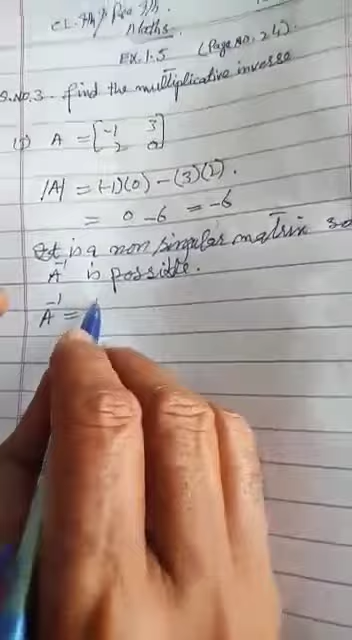 Maths
EX.1.5 (Page NO. 24).
S.NO.3- find the multiplicative inverse
(i) A = [-1 3
2 0]
|A| = (-1)(0) - (3)(2).
= 0 - 6 = -6
It is a non singular matrix so
A⁻¹ is possible.
A⁻¹ =